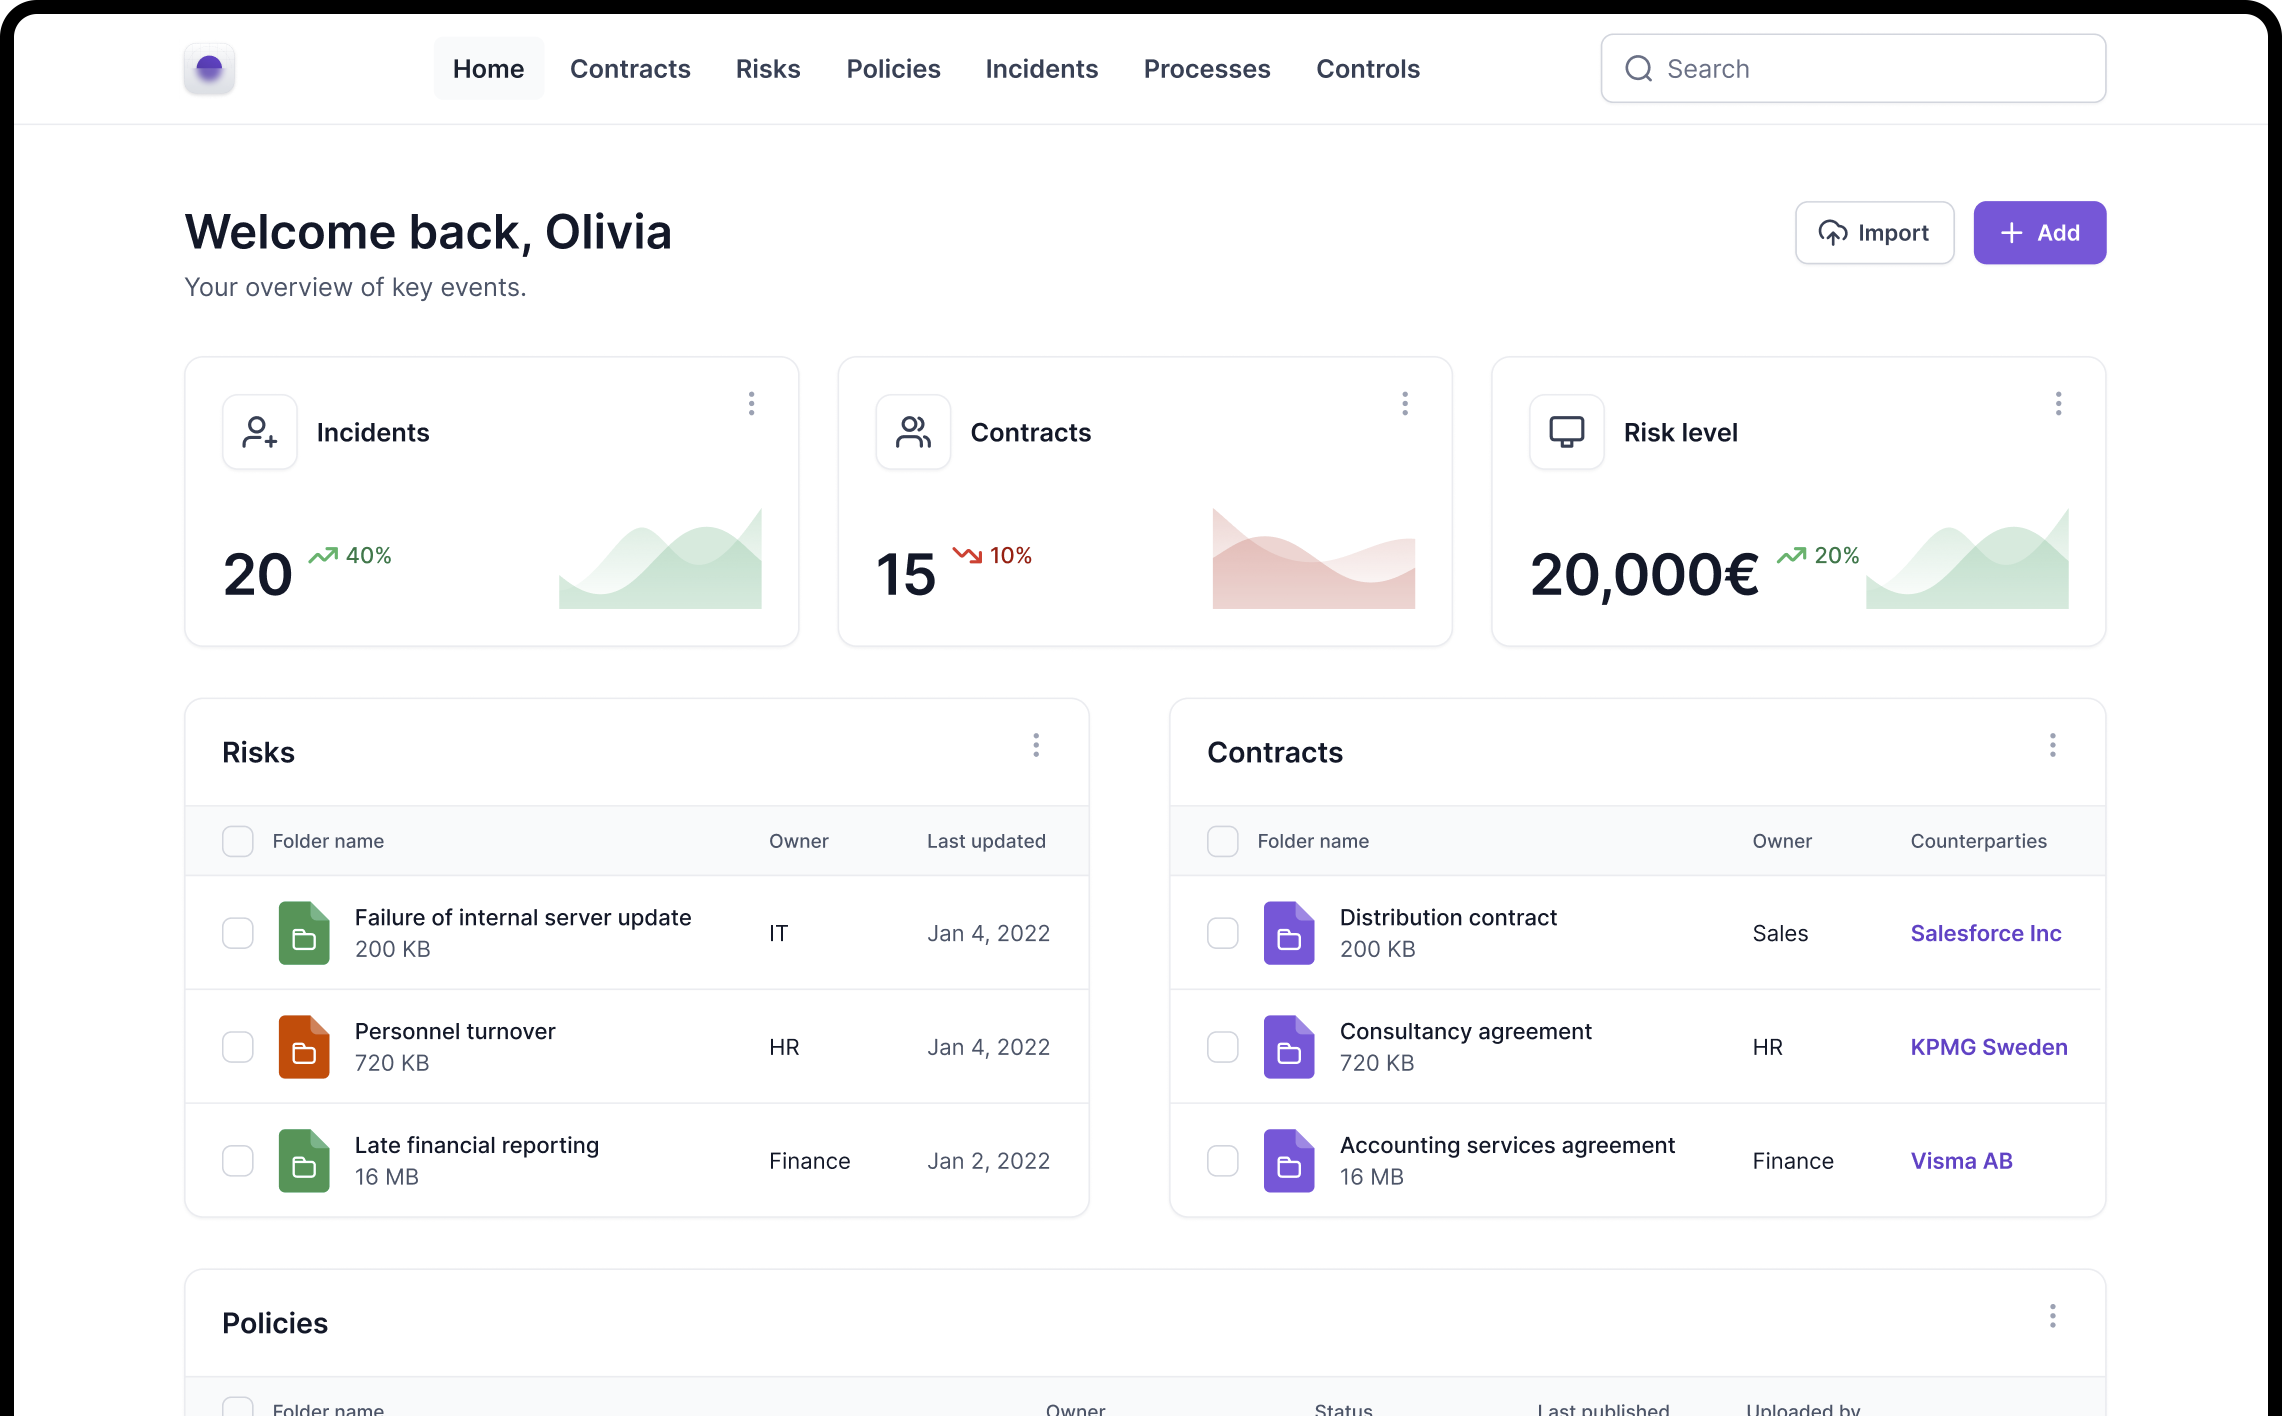 Home
Contracts
Risks
Policies
Incidents
Processes
Controls
Search
Welcome back, Olivia
Your overview of key events.
Import
Add
Incidents
20
40%
Contracts
15
10%
Risk level
20,000€
20%
Risks
Folder name
Owner
Last updated
Failure of internal server update
200 KB
IT
Jan 4, 2022
Personnel turnover
720 KB
HR
Jan 4, 2022
Late financial reporting
16 MB
Finance
Jan 2, 2022
Contracts
Folder name
Owner
Counterparties
Distribution contract
200 KB
Sales
Salesforce Inc
Consultancy agreement
720 KB
HR
KPMG Sweden
Accounting services agreement
16 MB
Finance
Visma AB
Policies
Folder name
Owner
Status
Last published
Uploaded by